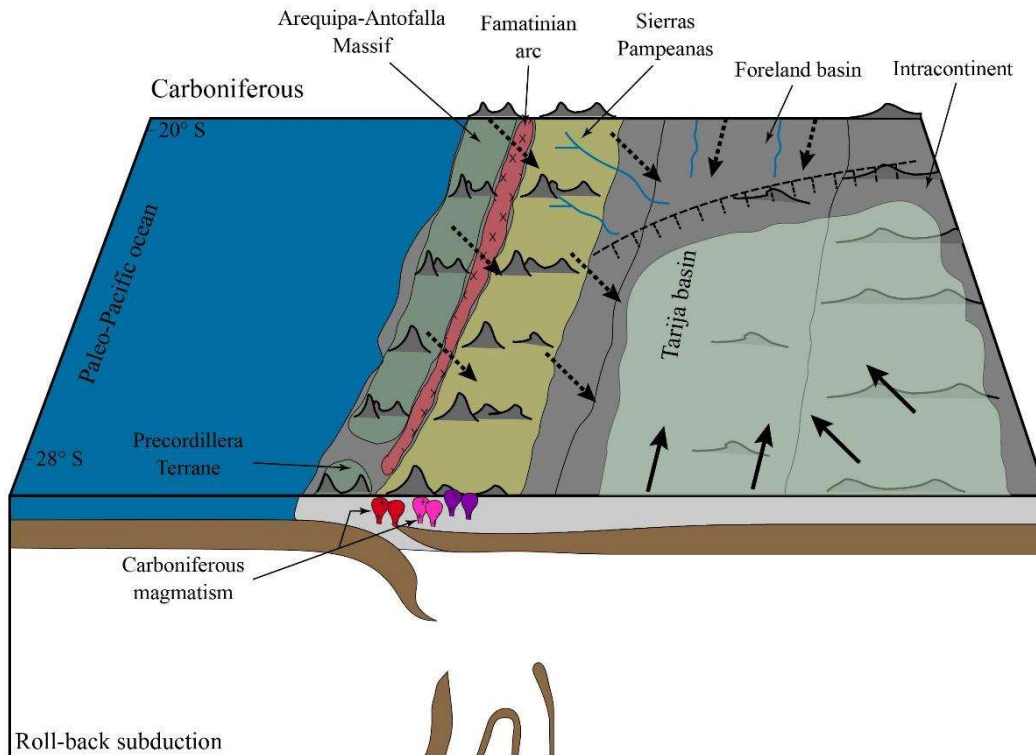 Arequipa-Antofalla
Massif
Famatinian
arc
Sierras
Pampeanas
Foreland basin
Intracontinent
Carboniferous
20° S
Paleo-Pacific ocean
Tarija basin
Precordillera
Terrane
28° S
Carboniferous
magmatism
Roll-back subduction